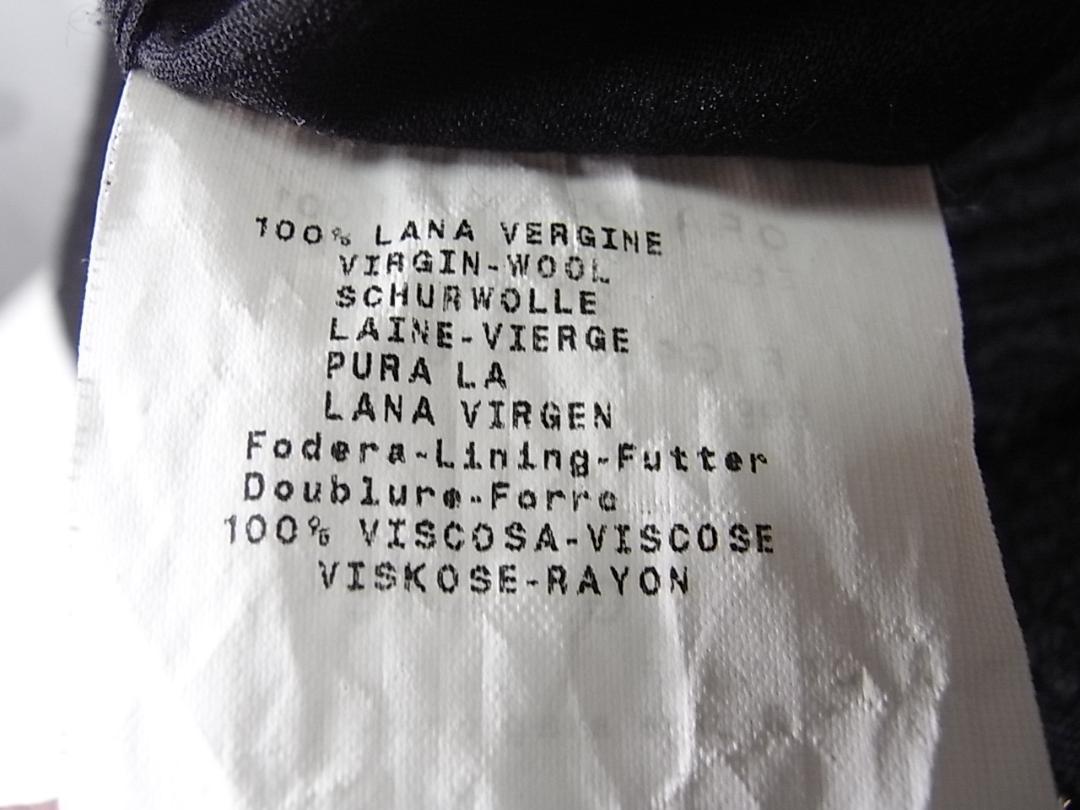 100% LANA VERGINE
VIRGIN-WOOL
SCHURWOLLE
LAINE-VIERGE
PURA LA
LANA VIRGEN
Fodera-Lining-Futter
Doublure-Forro
100% VISCOSA-VISCOSE
VISKOSE-RAYON